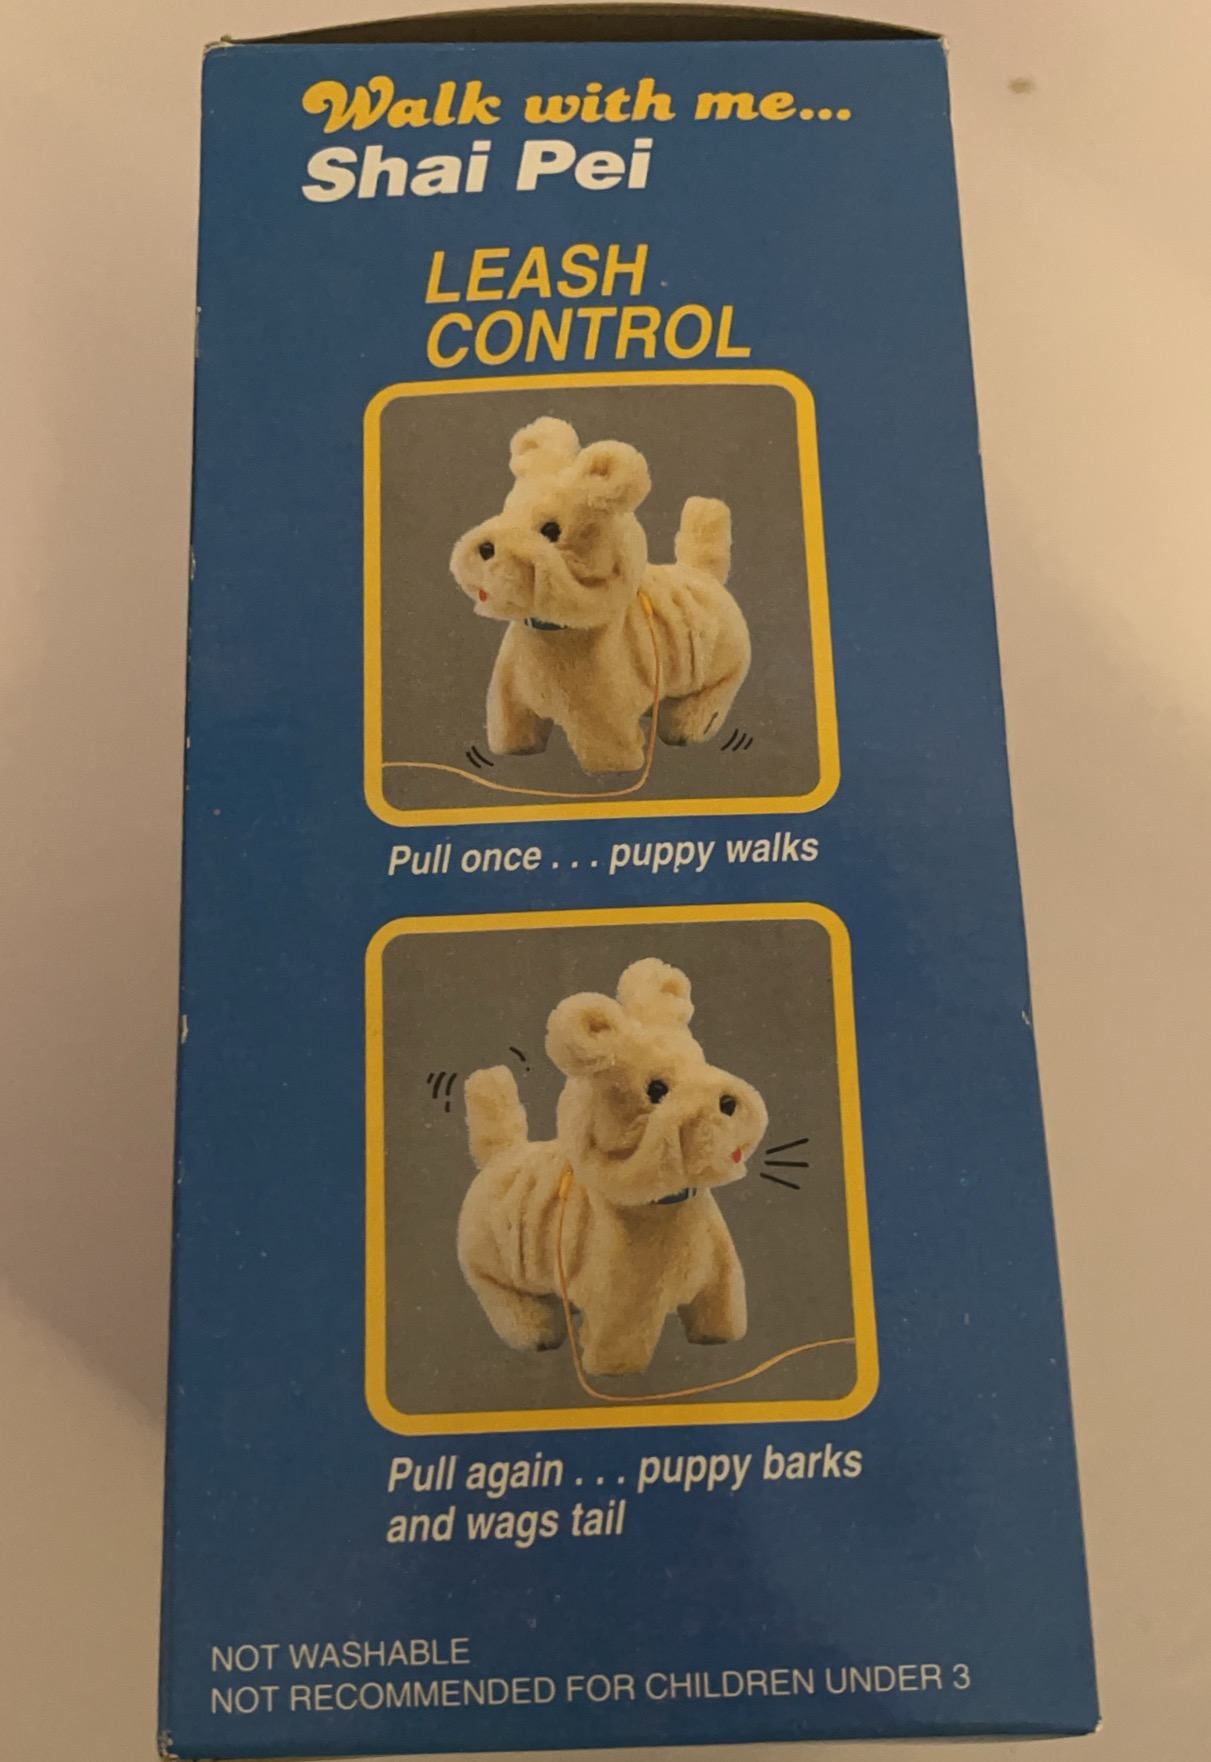 Walk with me...
Shai Pei
LEASH
CONTROL
Pull once . . . puppy walks
Pull again . . . puppy barks
and wags tail
NOT WASHABLE
NOT RECOMMENDED FOR CHILDREN UNDER 3